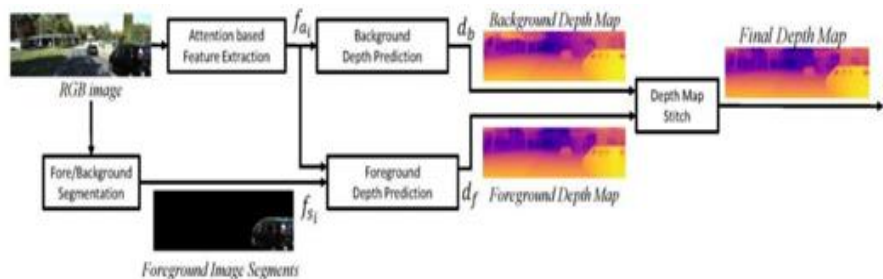 RGB image
Attention based
Feature Extraction
f_{a_i}
Background
Depth Prediction
d_b
Background Depth Map
Fore/Background
Segmentation
Foreground Image Segments
f_{s_i}
Foreground
Depth Prediction
d_f
Foreground Depth Map
Depth Map
Stitch
Final Depth Map